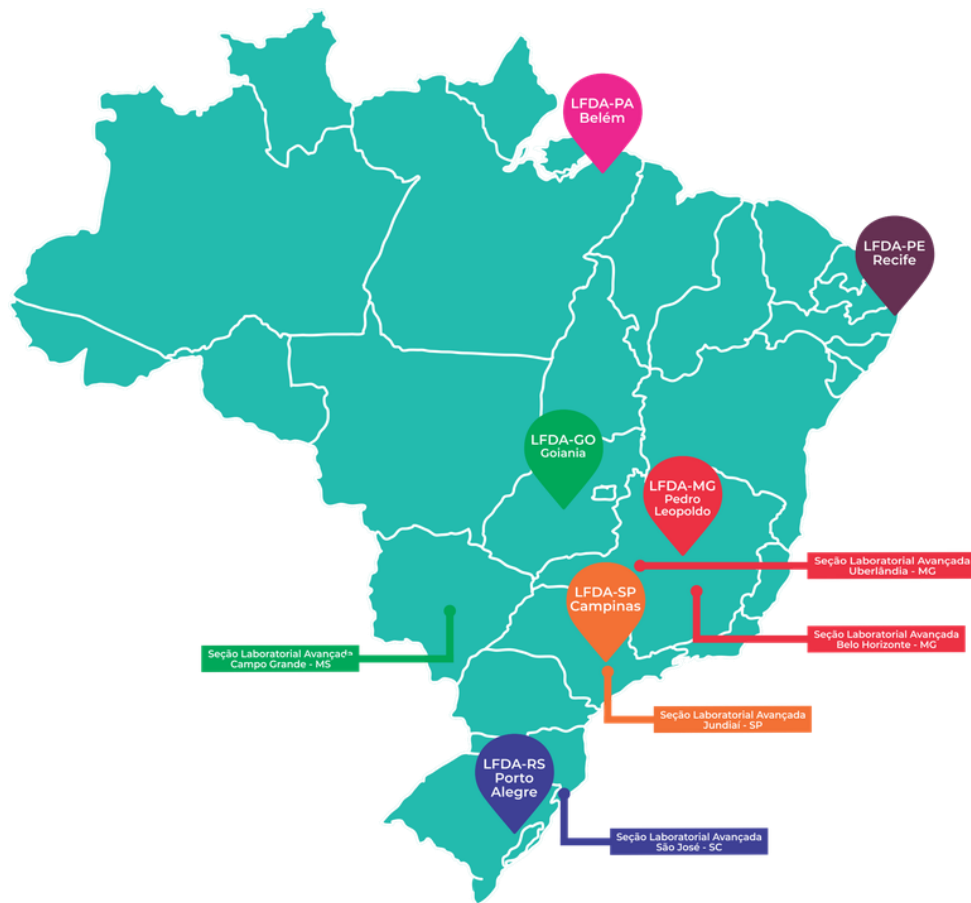 LFDA-PA
Belém
LFDA-PE
Recife
LFDA-GO
Goiania
LFDA-MG
Pedro
Leopoldo
Seção Laboratorial Avançada
Uberlândia - MG
LFDA-SP
Campinas
Seção Laboratorial Avançada
Belo Horizonte - MG
Seção Laboratorial Avançada
Campo Grande - MS
Seção Laboratorial Avançada
Jundiaí - SP
LFDA-RS
Porto
Alegre
Seção Laboratorial Avançada
São José - SC